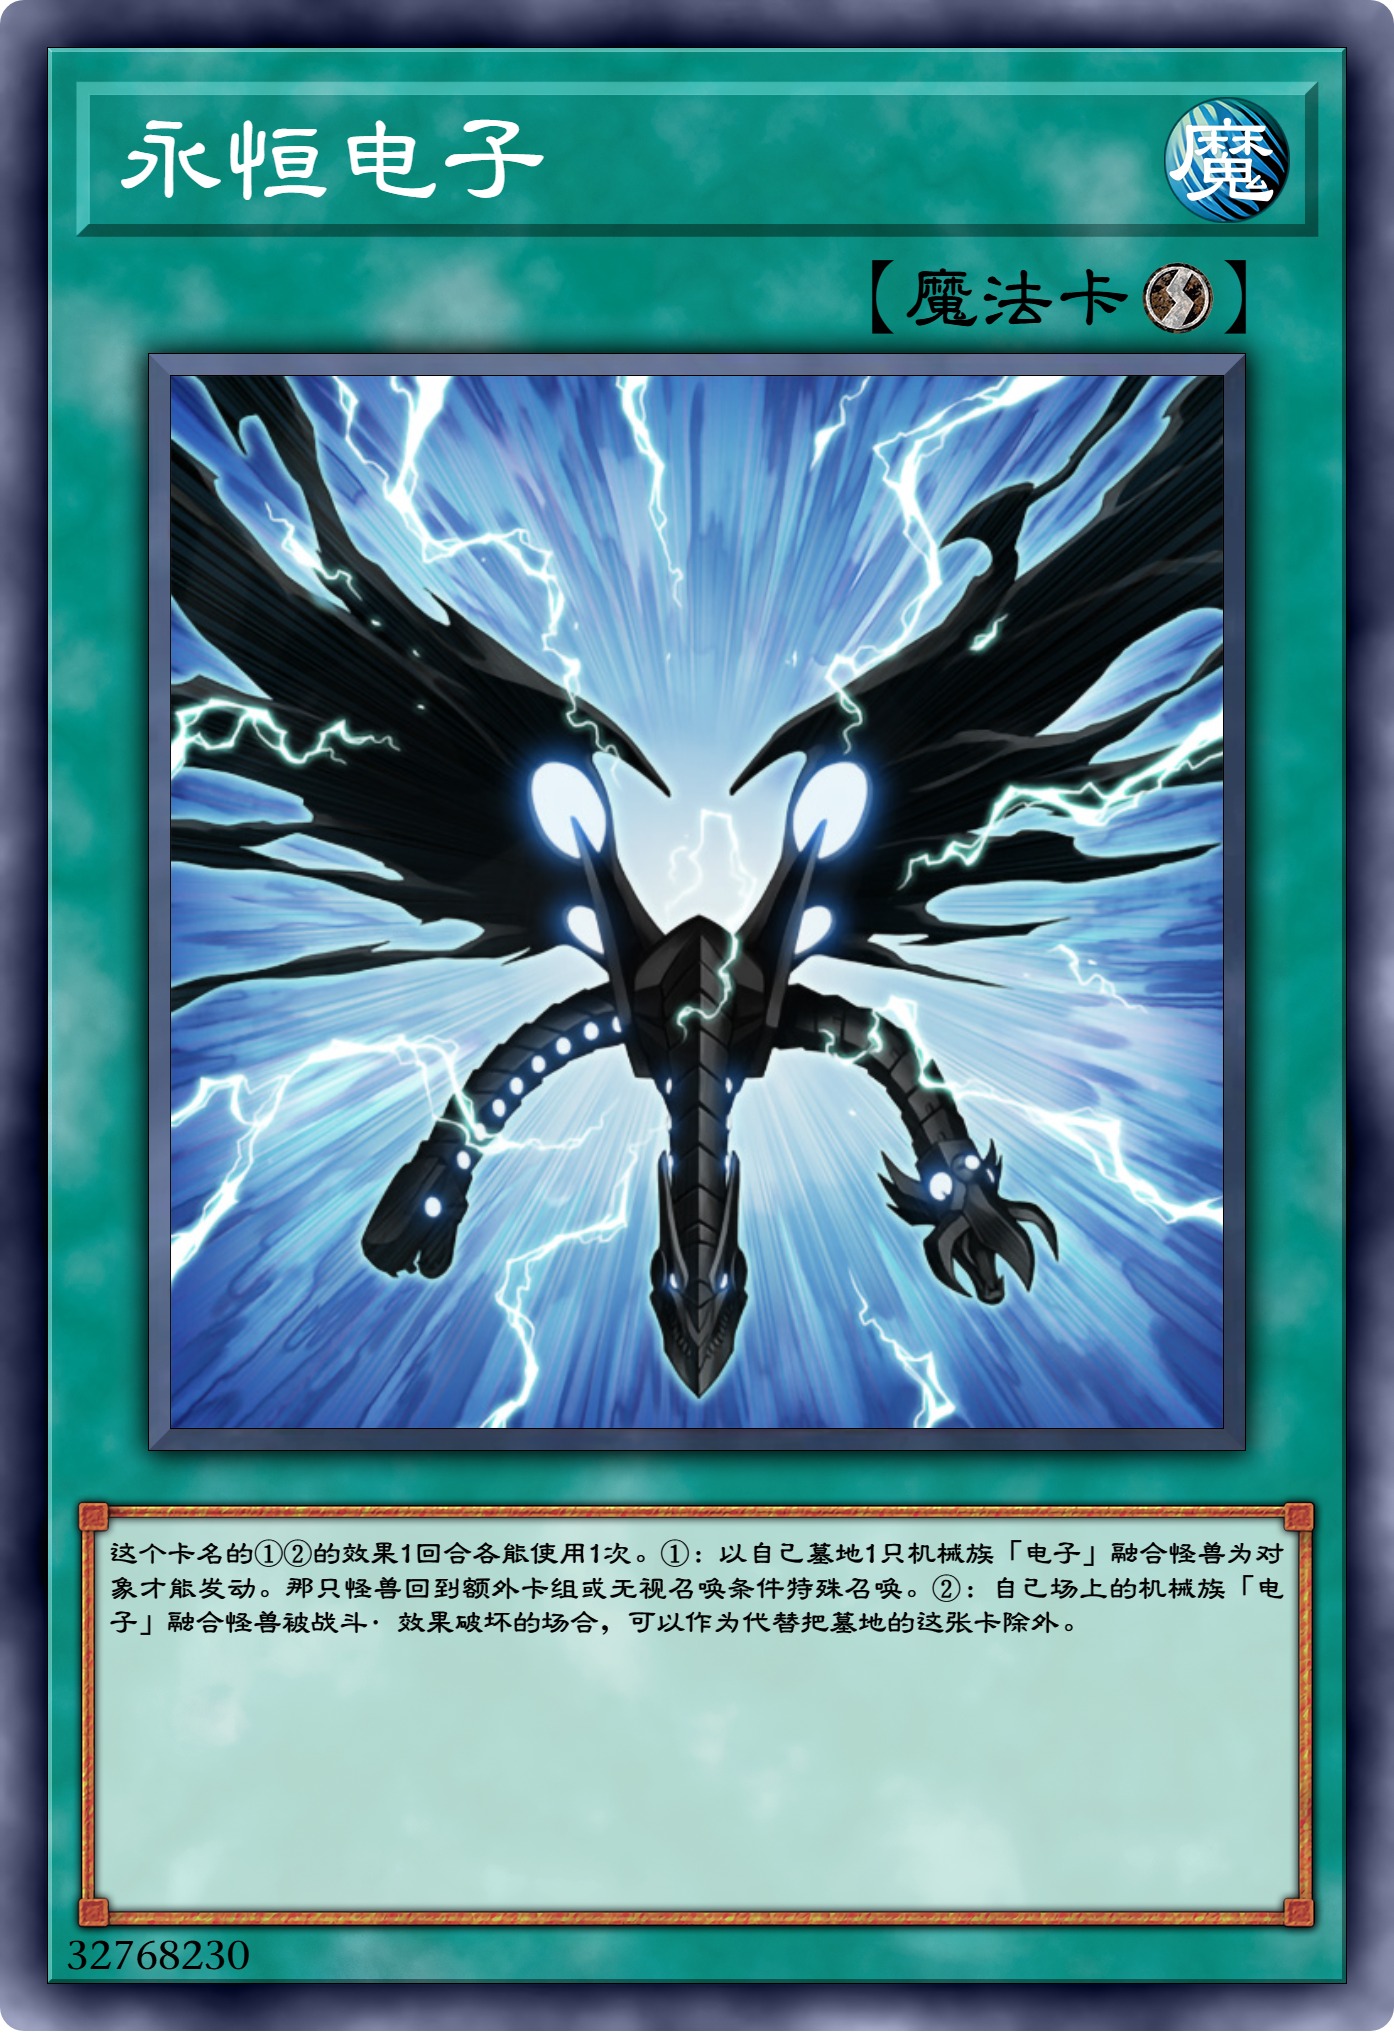 永恒电子
魔
【魔法卡】
这个卡名的①②的效果1回合各能使用1次。①：以自己墓地1只机械族「电子」融合怪兽为对
象才能发动。那只怪兽回到额外卡组或无视召唤条件特殊召唤。②：自己场上的机械族「电
子」融合怪兽被战斗·效果破坏的场合，可以作为代替把墓地的这张卡除外。
32768230